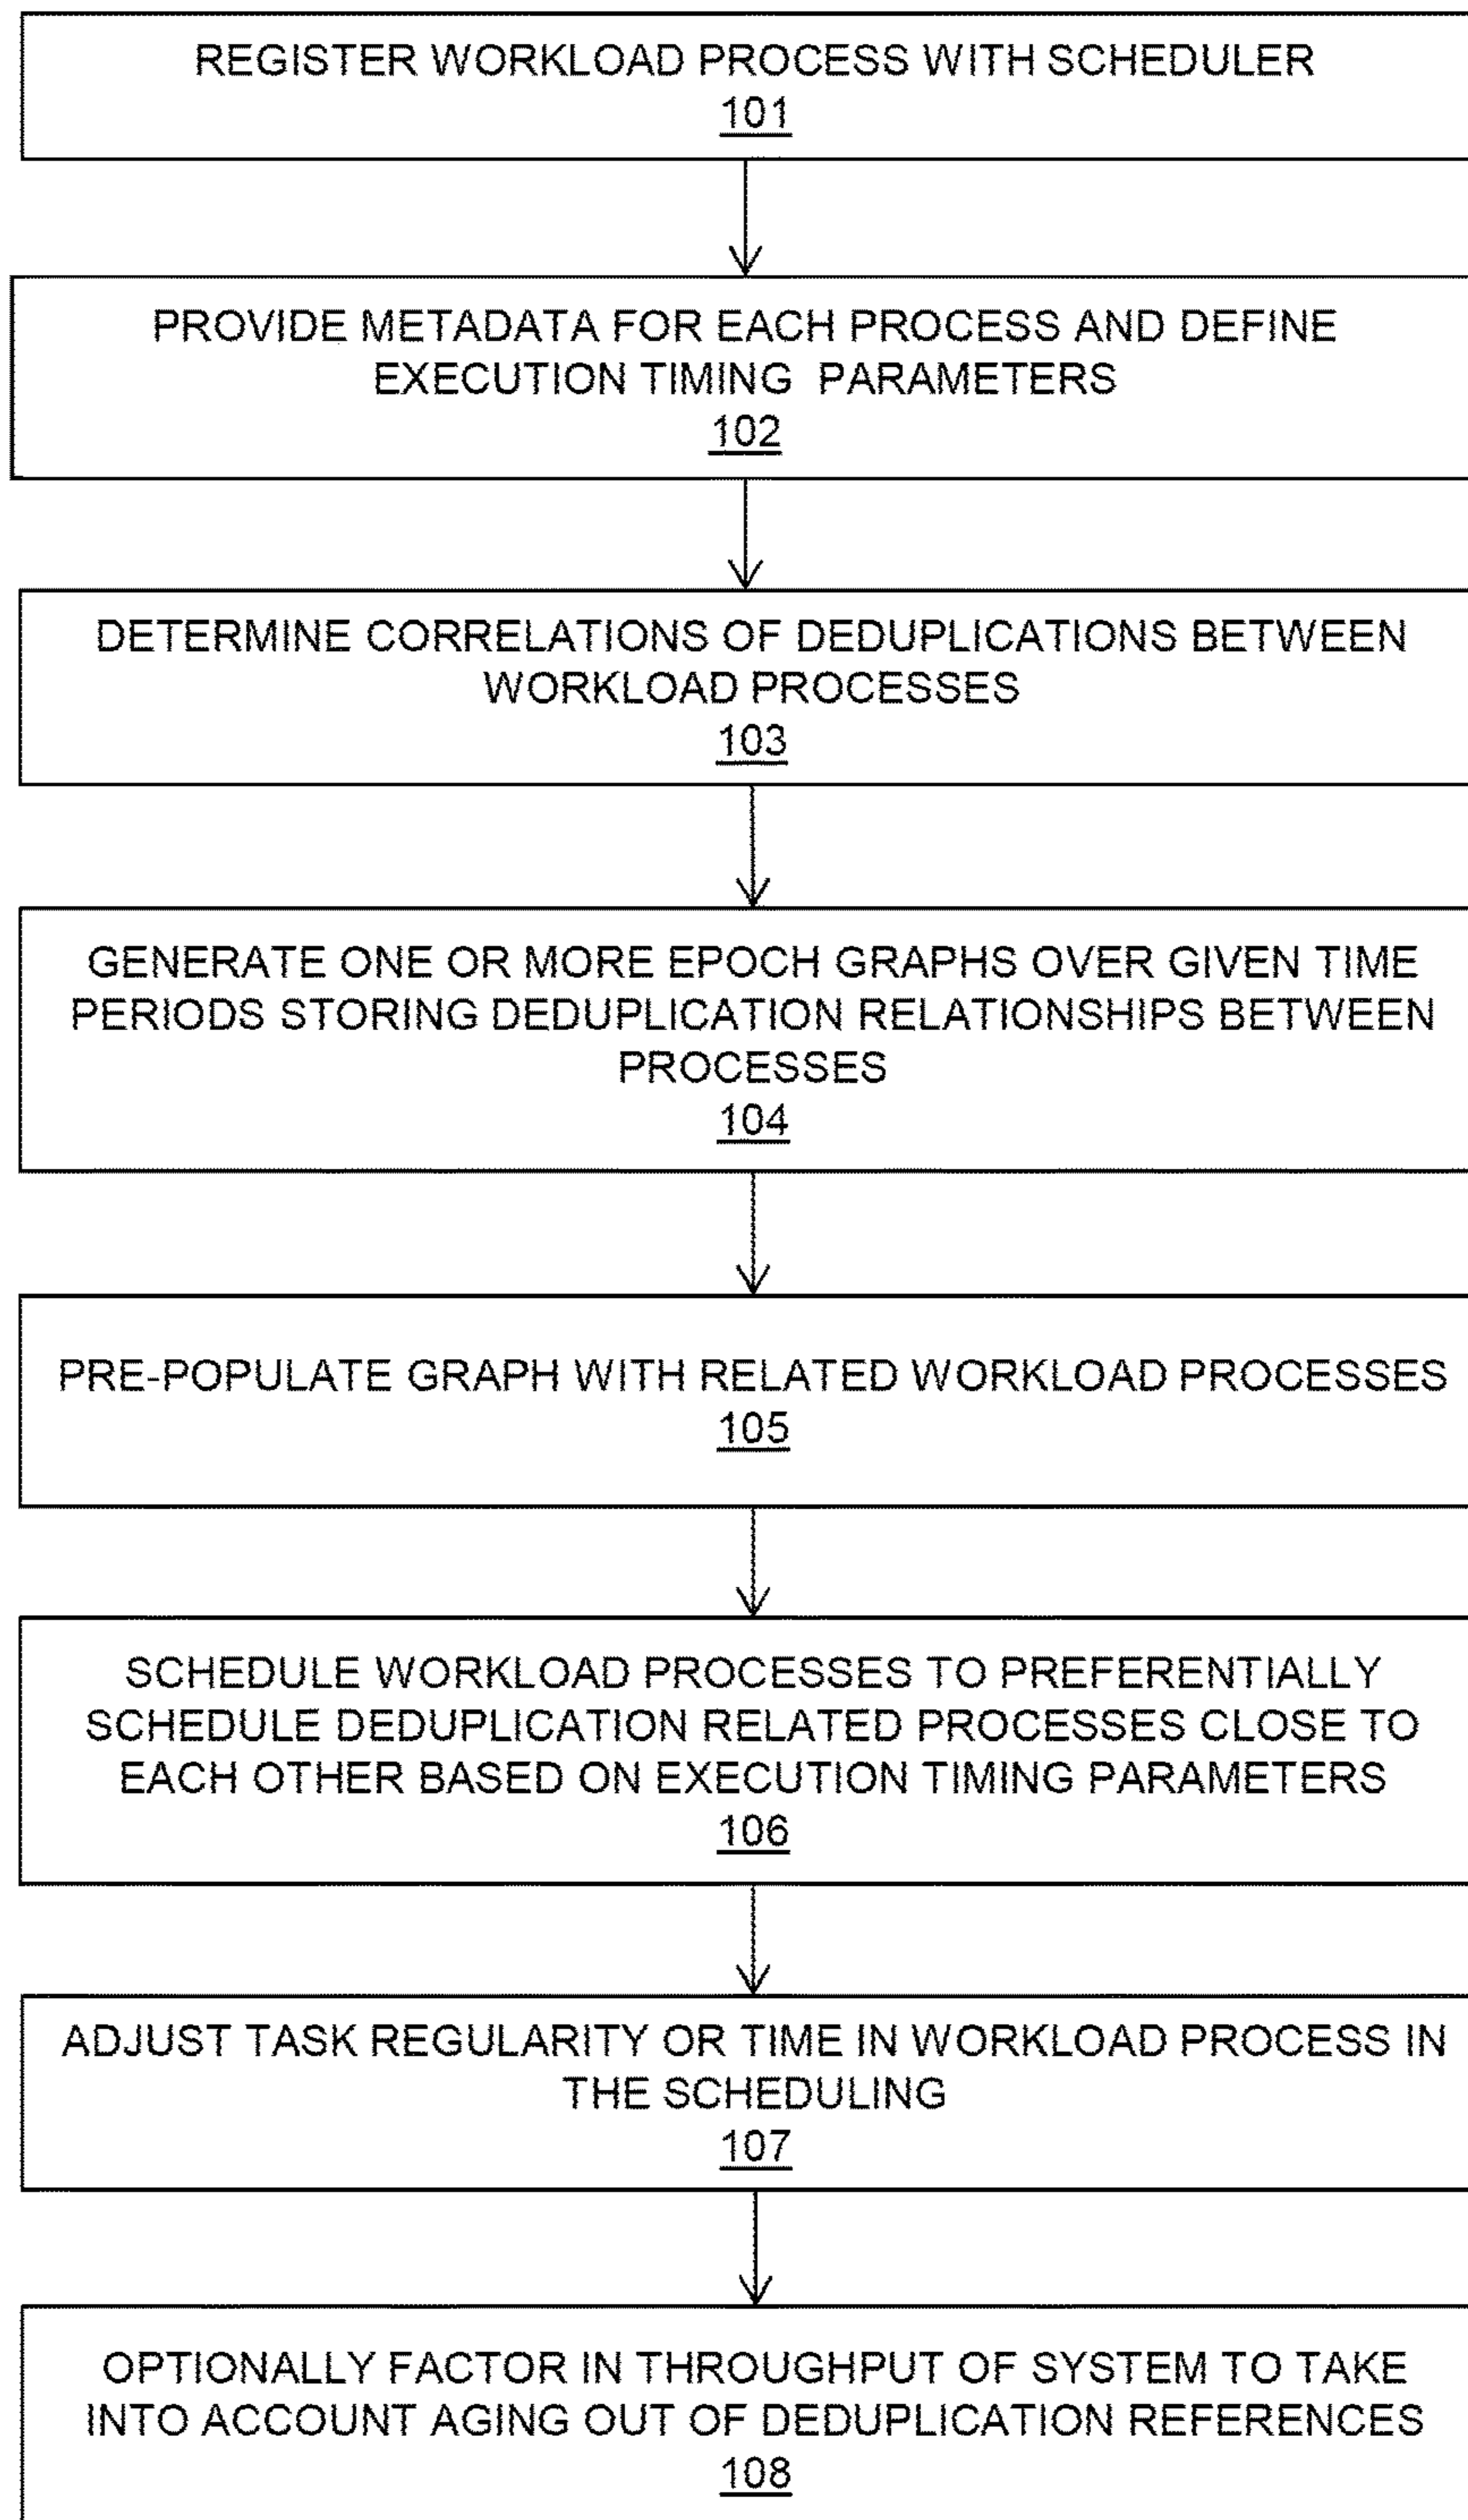 REGISTER WORKLOAD PROCESS WITH SCHEDULER
101
PROVIDE METADATA FOR EACH PROCESS AND DEFINE
EXECUTION TIMING PARAMETERS
102
DETERMINE CORRELATIONS OF DEDUPLICATIONS BETWEEN
WORKLOAD PROCESSES
103
GENERATE ONE OR MORE EPOCH GRAPHS OVER GIVEN TIME
PERIODS STORING DEDUPLICATION RELATIONSHIPS BETWEEN
PROCESSES
104
PRE-POPULATE GRAPH WITH RELATED WORKLOAD PROCESSES
105
SCHEDULE WORKLOAD PROCESSES TO PREFERENTIALLY
SCHEDULE DEDUPLICATION RELATED PROCESSES CLOSE TO
EACH OTHER BASED ON EXECUTION TIMING PARAMETERS
106
ADJUST TASK REGULARITY OR TIME IN WORKLOAD PROCESS IN
THE SCHEDULING
107
OPTIONALLY FACTOR IN THROUGHPUT OF SYSTEM TO TAKE
INTO ACCOUNT AGING OUT OF DEDUPLICATION REFERENCES
108